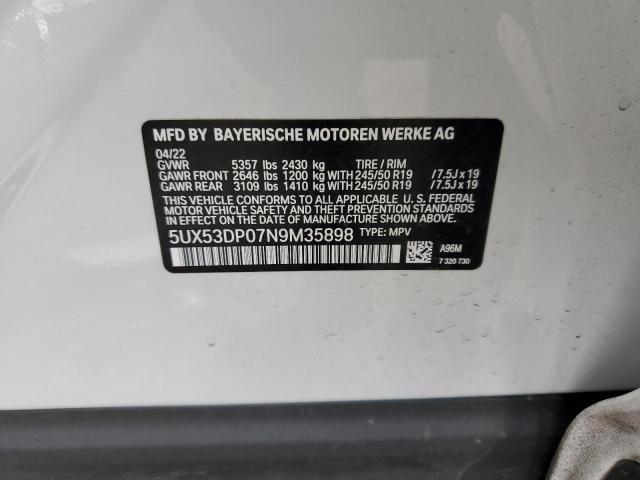 MFD BY BAYERISCHE MOTOREN WERKE AG
04/22
GVWR 5357 lbs 2430 kg TIRE / RIM
GAWR FRONT 2646 lbs 1200 kg WITH 245/50 R19 /7.5J x 19
GAWR REAR 3109 lbs 1410 kg WITH 245/50 R19 /7.5J x 19
THIS VEHICLE CONFORMS TO ALL APPLICABLE U. S. FEDERAL
MOTOR VEHICLE SAFETY, BUMPER, AND THEFT PREVENTION
STANDARDS IN EFFECT ON THE DATE OF MANUFACTURE SHOWN ABOVE.
5UX53DP07N9M35898 TYPE: MPV
A96M
7 320 730